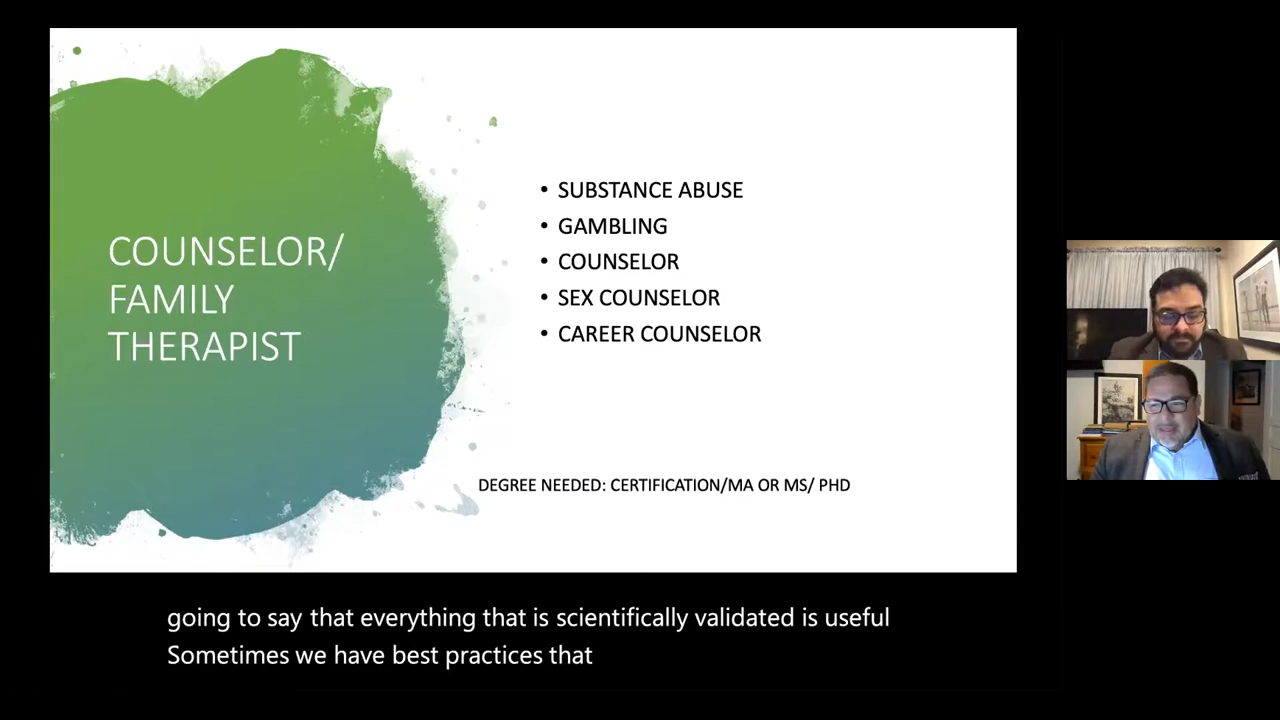 COUNSELOR/
FAMILY
THERAPIST
• SUBSTANCE ABUSE
• GAMBLING
• COUNSELOR
• SEX COUNSELOR
• CAREER COUNSELOR
DEGREE NEEDED: CERTIFICATION/MA OR MS/ PHD
going to say that everything that is scientifically validated is useful
Sometimes we have best practices that